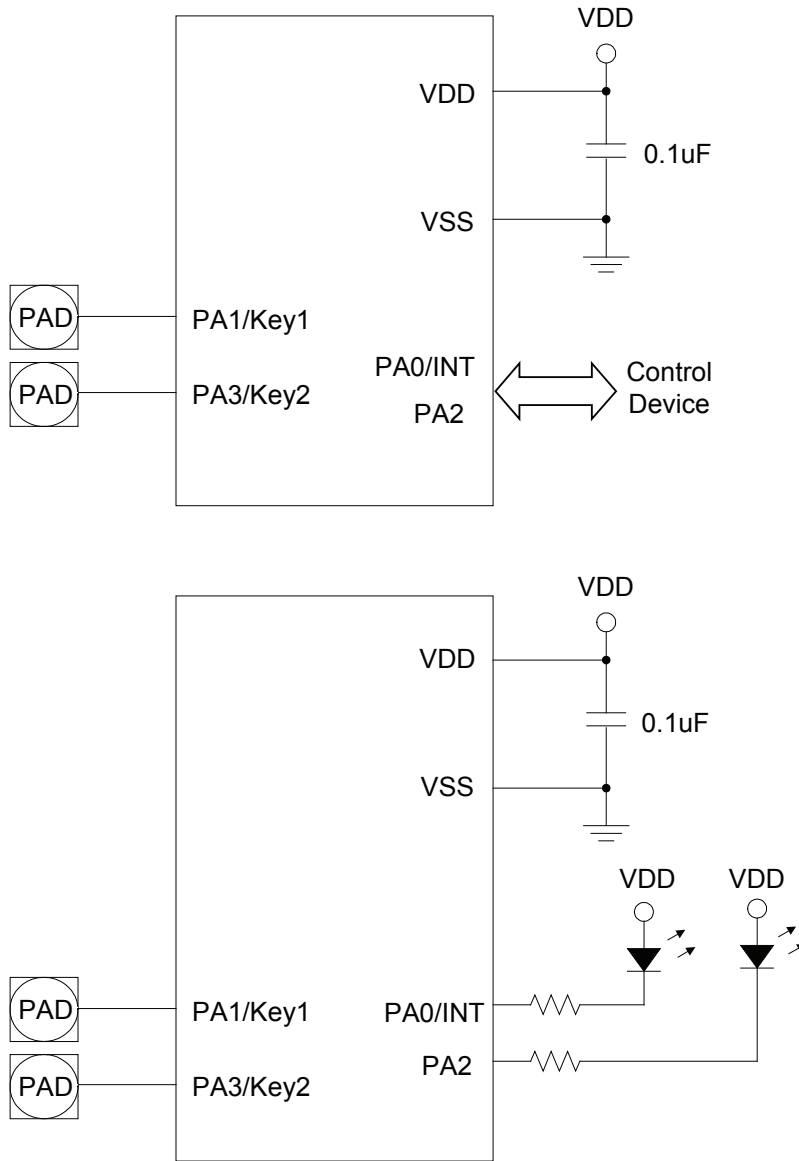 VDD
VDD
0.1uF
VSS
PAD
PA1/Key1
PAD
PA3/Key2
PA0/INT
PA2
Control
Device
VDD
VDD
0.1uF
VSS
VDD
VDD
PAD
PA1/Key1
PA0/INT
PAD
PA3/Key2
PA2